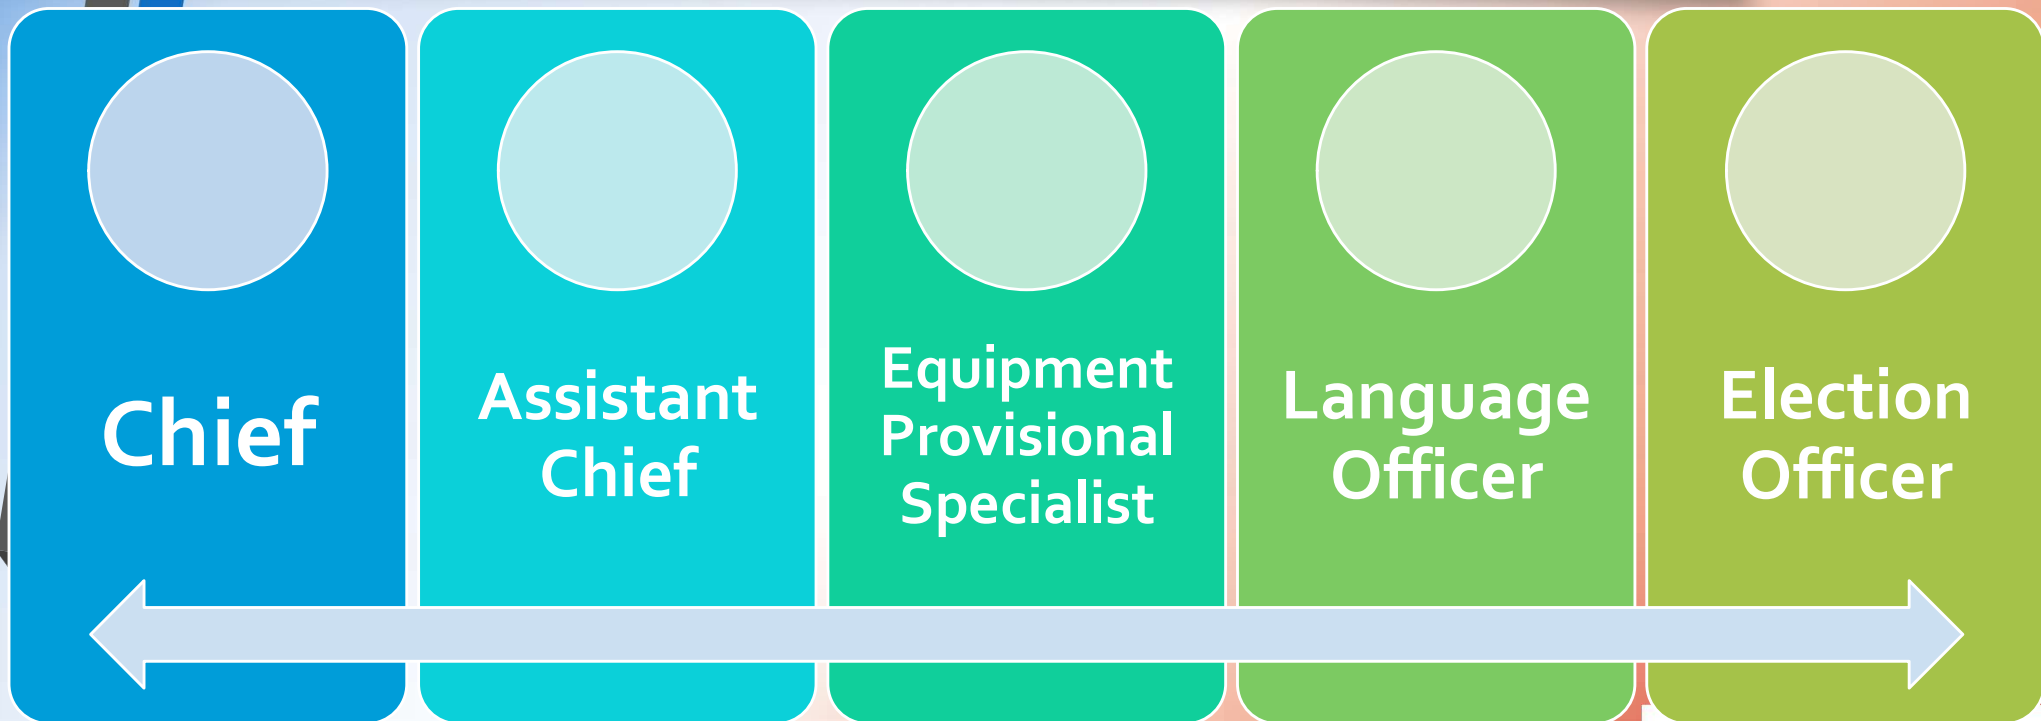 Chief
Assistant
Chief
Equipment
Provisional
Specialist
Language
Officer
Election
Officer